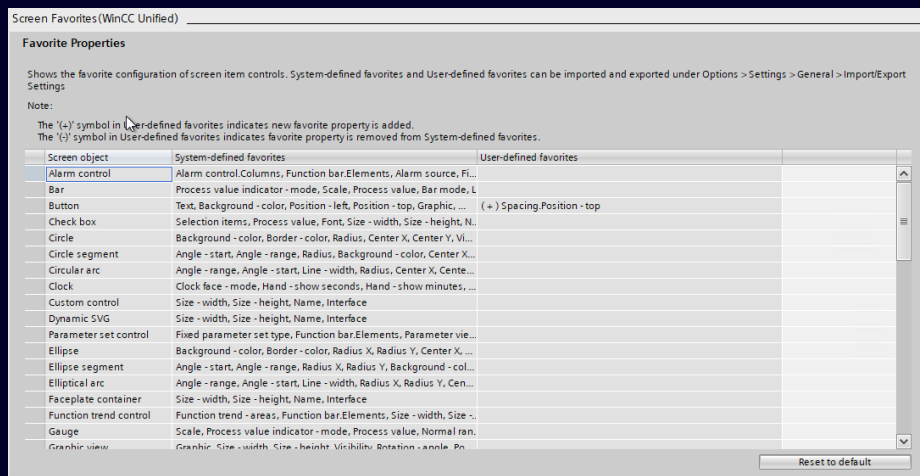 Screen Favorites(WinCC Unified)
Favorite Properties
Shows the favorite configuration of screen item controls. System-defined favorites and User-defined favorites can be imported and exported under Options > Settings > General > Import/Export
Settings
Note:
The '(+)' symbol in User-defined favorites indicates new favorite property is added.
The '(-)' symbol in User-defined favorites indicates favorite property is removed from System-defined favorites.
Screen object System-defined favorites User-defined favorites
Alarm control Alarm control.Columns, Function bar.Elements, Alarm source, Fi...
Bar Process value indicator - mode, Scale, Process value, Bar mode, L
Button Text, Background - color, Position - left, Position - top, Graphic, ... (+) Spacing.Position - top
Check box Selection items, Process value, Font, Size - width, Size - height, N..
Circle Background - color, Border - color, Radius, Center X, Center Y, Vi...
Circle segment Angle - start, Angle - range, Radius, Background - color, Center X...
Circular arc Angle - range, Angle - start, Line - width, Radius, Center X, Cente...
Clock Clock face - mode, Hand - show seconds, Hand - show minutes, ...
Custom control Size - width, Size - height, Name, Interface
Dynamic SVG Size - width, Size - height, Name, Interface
Parameter set control Fixed parameter set type, Function bar.Elements, Parameter vie...
Ellipse Background - color, Border - color, Radius X, Radius Y, Center X, ...
Ellipse segment Angle - start, Angle - range, Radius X, Radius Y, Background - col...
Elliptical arc Angle - range, Angle - start, Line - width, Radius X, Radius Y, Cen...
Faceplate container Size - width, Size - height, Name, Interface
Function trend control Function trend - areas, Function bar.Elements, Size - width, Size -..
Gauge Scale, Process value indicator - mode, Process value, Normal ran.
Graphic view Graphic, Size - width, Size - height, Visibility, Rotation - angle, Po
Reset to default